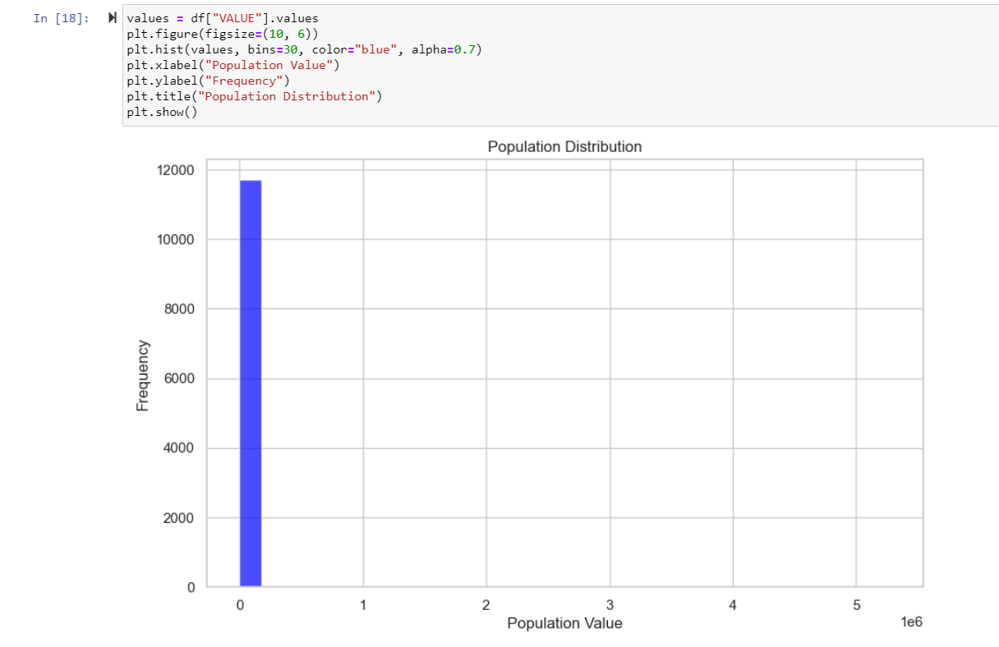 In [18]:
values = df["VALUE"].values
plt.figure(figsize=(10, 6))
plt.hist(values, bins=30, color="blue", alpha=0.7)
plt.xlabel("Population Value")
plt.ylabel("Frequency")
plt.title("Population Distribution")
plt.show()
Population Distribution
12000
10000
8000
6000
4000
2000
0
Frequency
0 1 2 3 4 5
1e6
Population Value